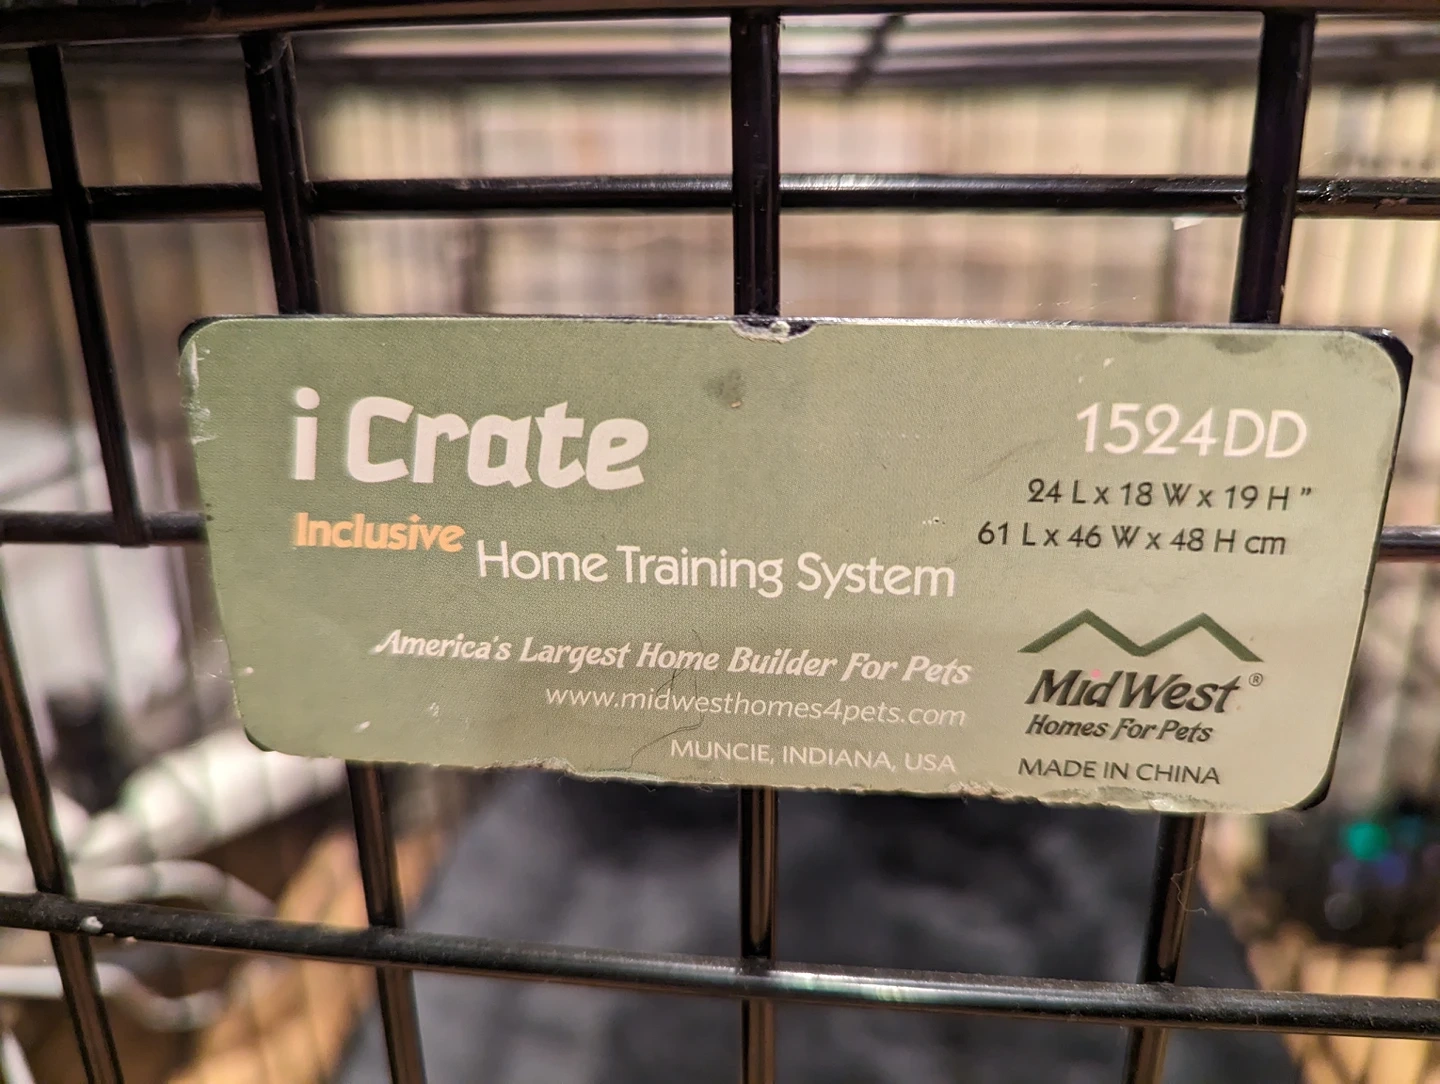 i Crate
Inclusive
Home Training System
America's Largest Home Builder For Pets
www.midwesthomes4pets.com
MUNCIE, INDIANA, USA
1524DD
24 L x 18 W x 19 H "
61 L x 46 W x 48 H cm
MidWest®
Homes For Pets
MADE IN CHINA